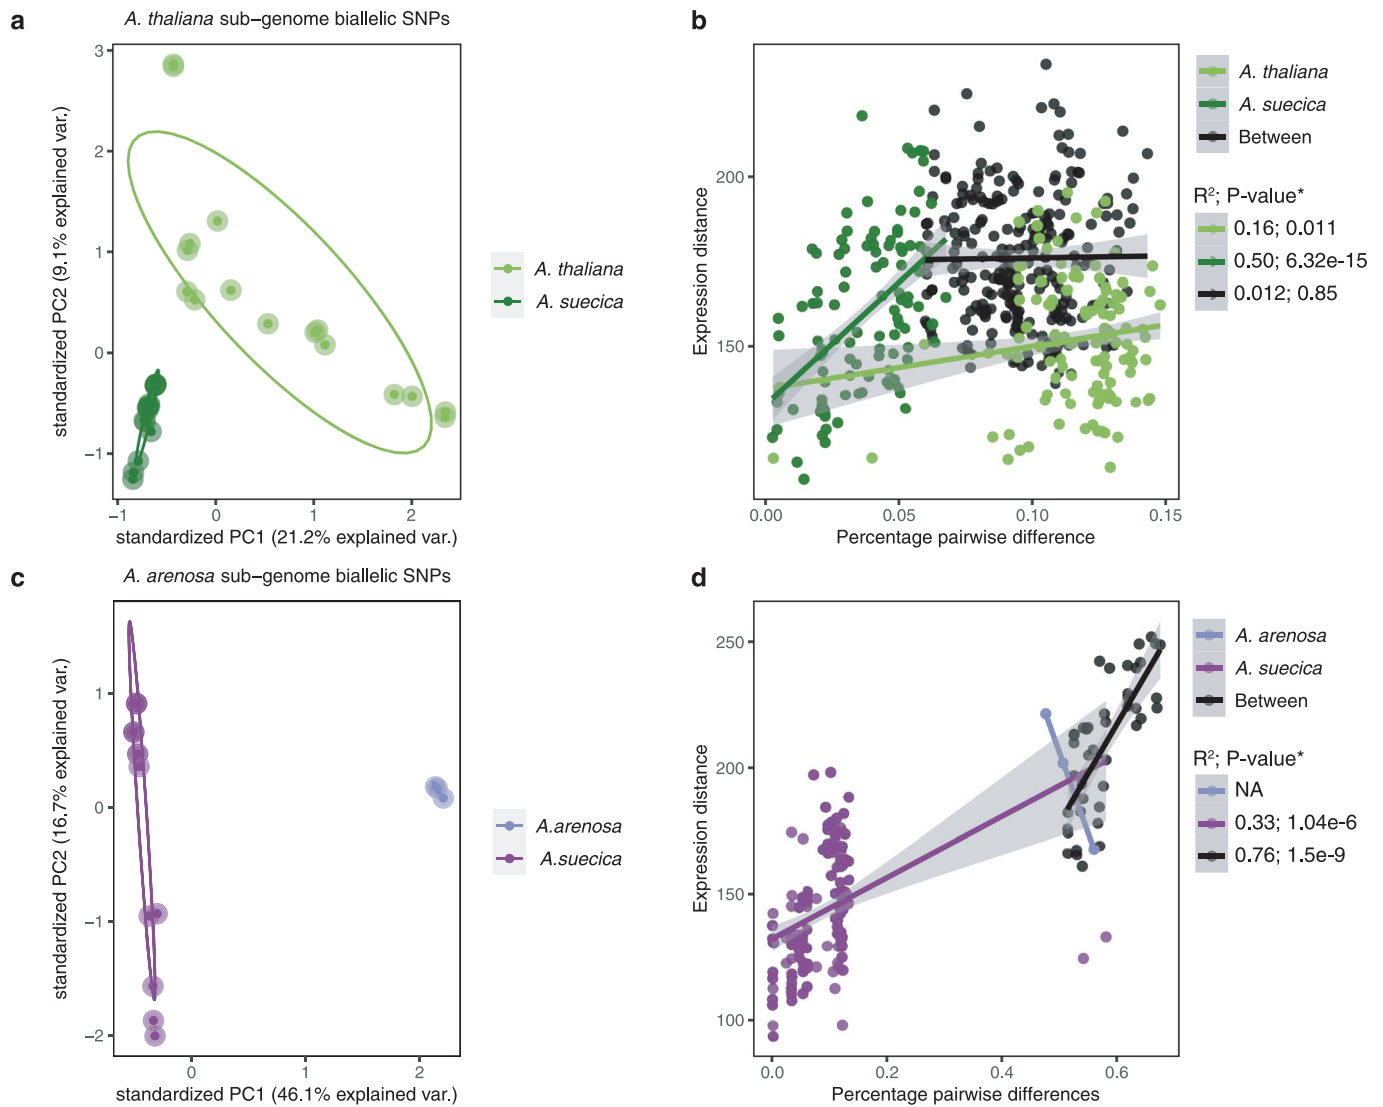 a
A. thaliana sub−genome biallelic SNPs
3
2
1
0
−1
−1
0
1
2
standardized PC2 (9.1% explained var.)
standardized PC1 (21.2% explained var.)
A. thaliana
A. suecica
b
200
150
0.00
0.05
0.10
0.15
Expression distance
Percentage pairwise difference
A. thaliana
A. suecica
Between
R²; P-value*
0.16; 0.011
0.50; 6.32e-15
0.012; 0.85
c
A. arenosa sub−genome biallelic SNPs
1
0
−1
−2
0
1
2
standardized PC2 (16.7% explained var.)
standardized PC1 (46.1% explained var.)
A.arenosa
A.suecica
d
250
200
150
100
0.0
0.2
0.4
0.6
Expression distance
Percentage pairwise differences
A. arenosa
A. suecica
Between
R²; P-value*
NA
0.33; 1.04e-6
0.76; 1.5e-9